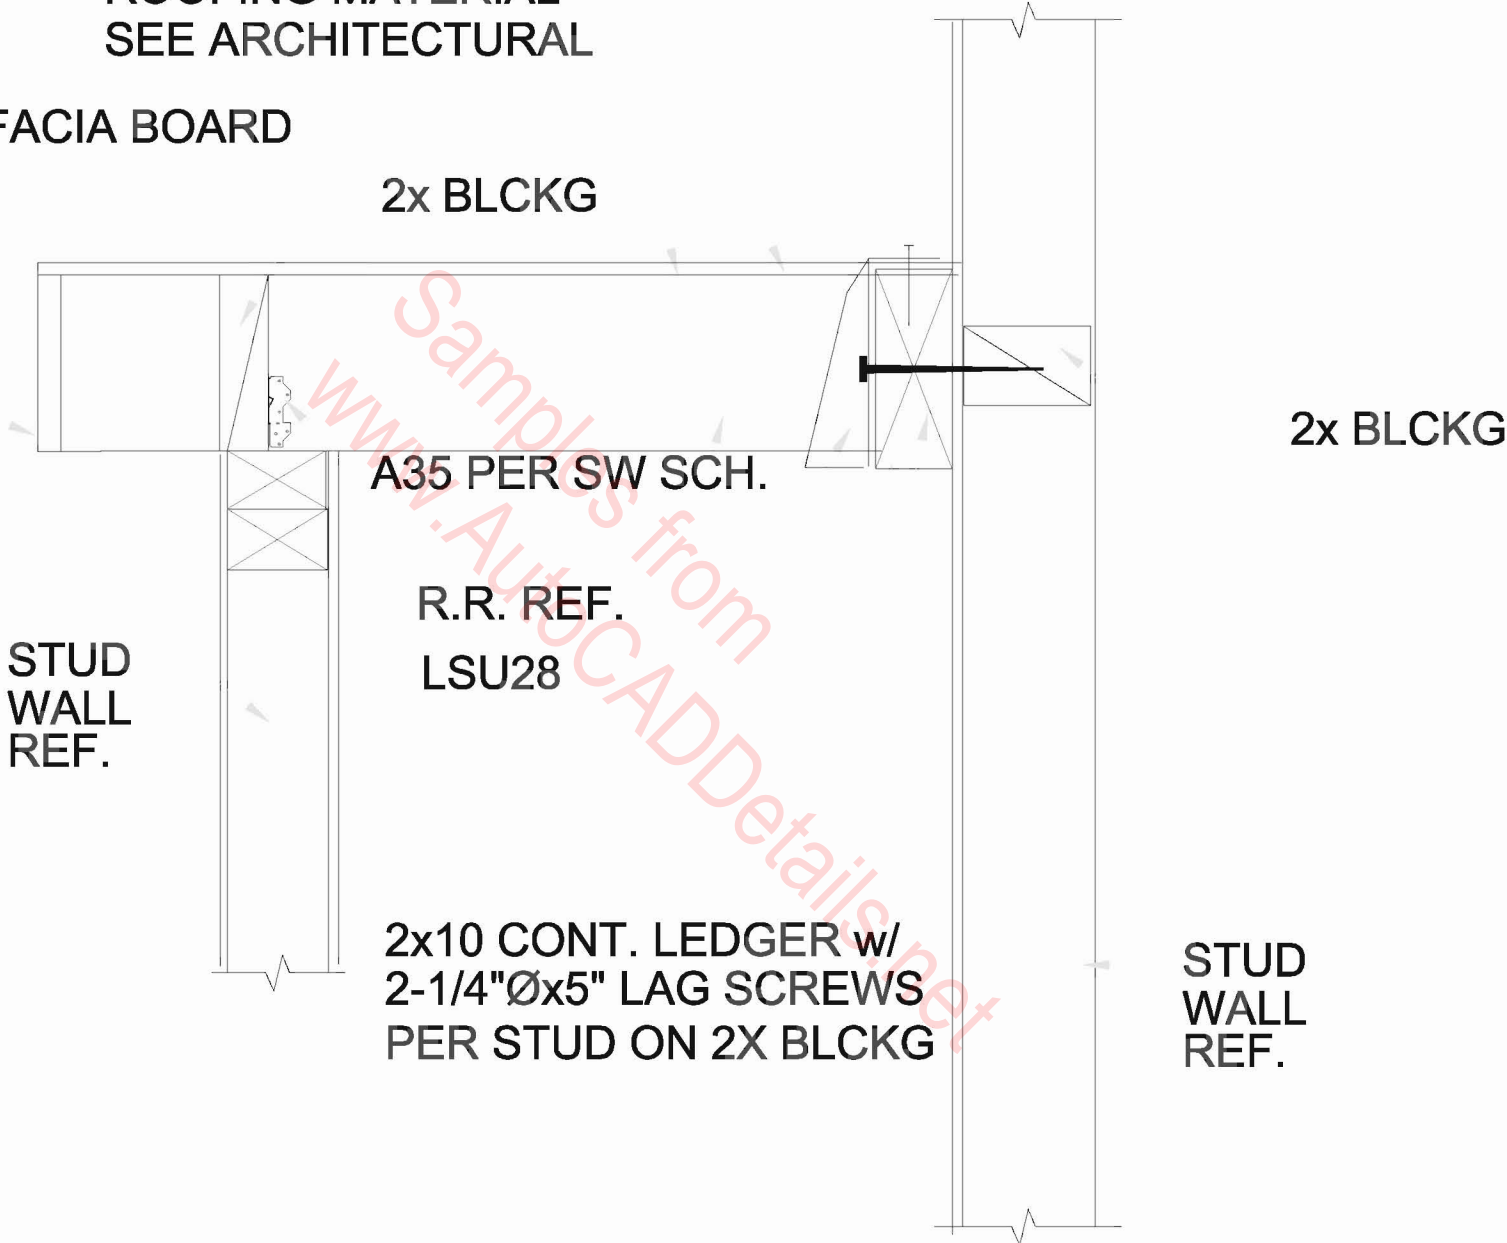 ROOFING MATERIAL
SEE ARCHITECTURAL
FACIA BOARD
2x BLCKG
2x BLCKG
A35 PER SW SCH.
R.R. REF.
LSU28
STUD
WALL
REF.
2x10 CONT. LEDGER w/
2-1/4"Øx5" LAG SCREWS
PER STUD ON 2X BLCKG
STUD
WALL
REF.
Samples from
www.AutoCADDetails.net